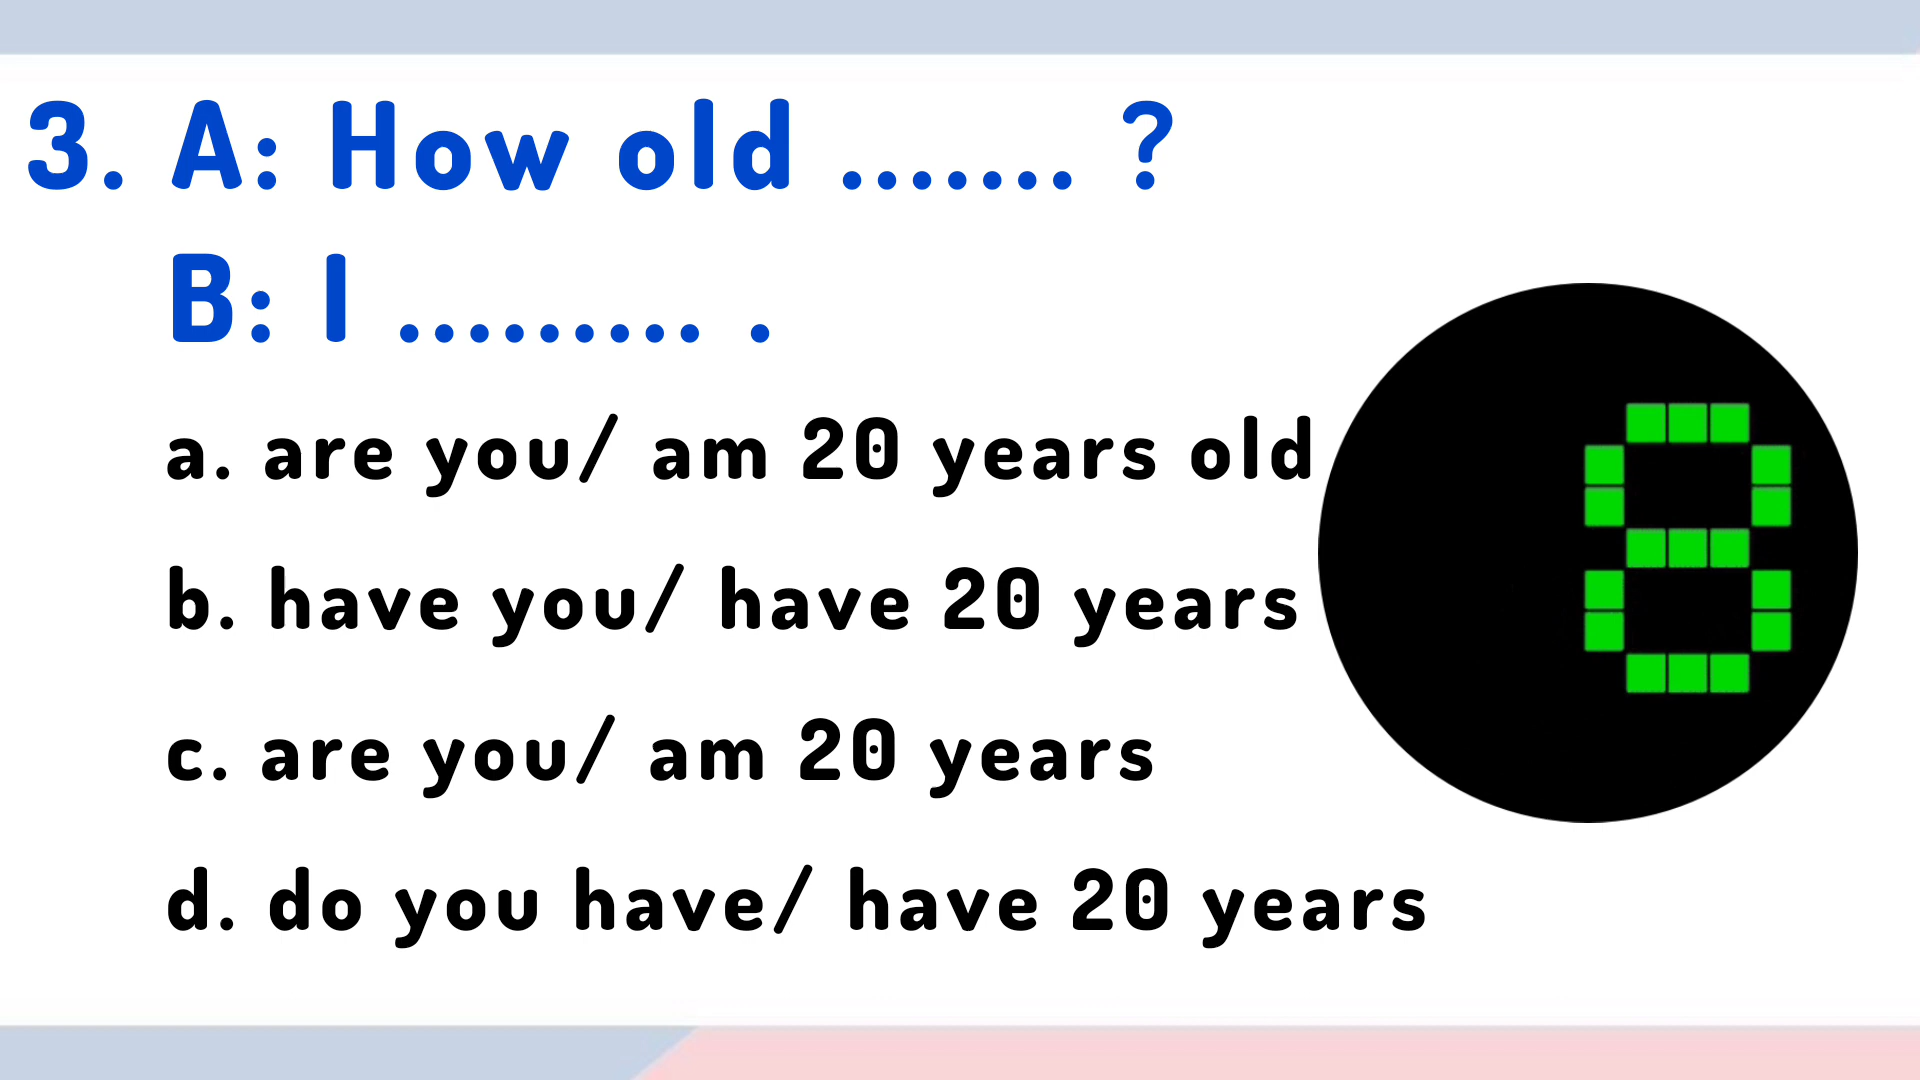 3. A: How old ....... ?
B: I ......... .
a. are you/ am 20 years old
b. have you/ have 20 years
c. are you/ am 20 years
d. do you have/ have 20 years
8